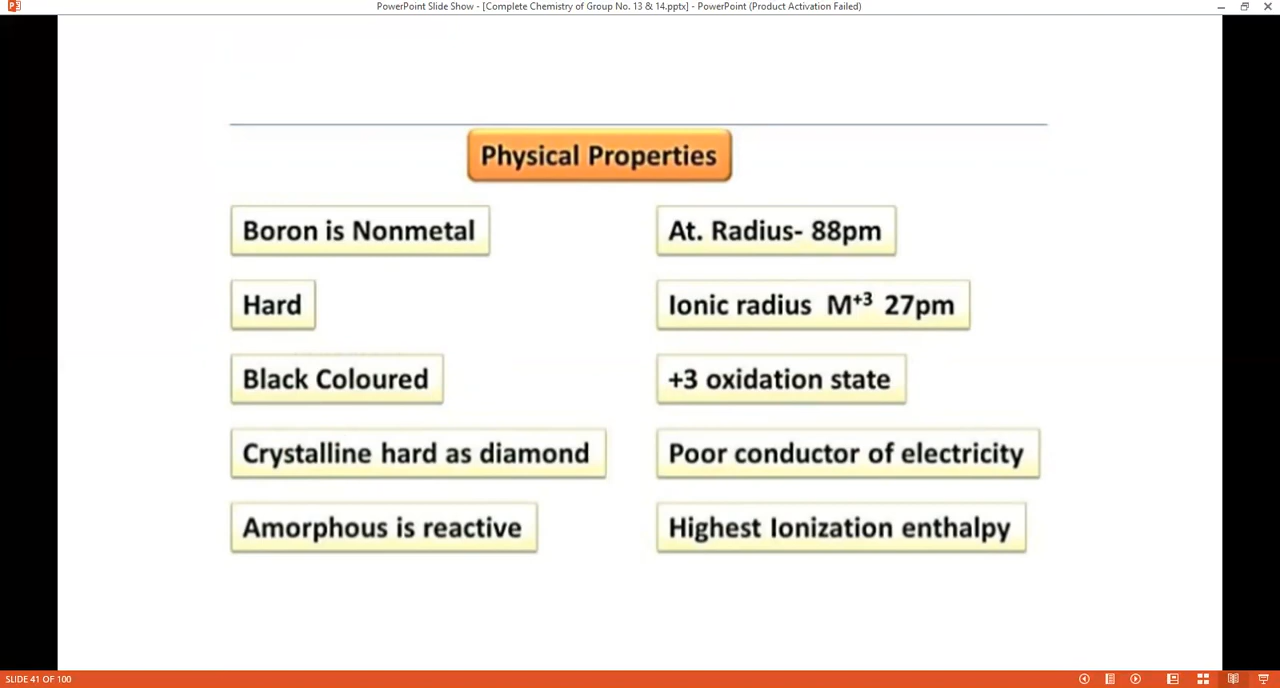 PowerPoint Slide Show - [Complete Chemistry of Group No. 13 & 14.pptx] - PowerPoint (Product Activation Failed)
Physical Properties
Boron is Nonmetal
Hard
Black Coloured
Crystalline hard as diamond
Amorphous is reactive
At. Radius- 88pm
Ionic radius M⁺³ 27pm
+3 oxidation state
Poor conductor of electricity
Highest Ionization enthalpy
SLIDE 41 OF 100